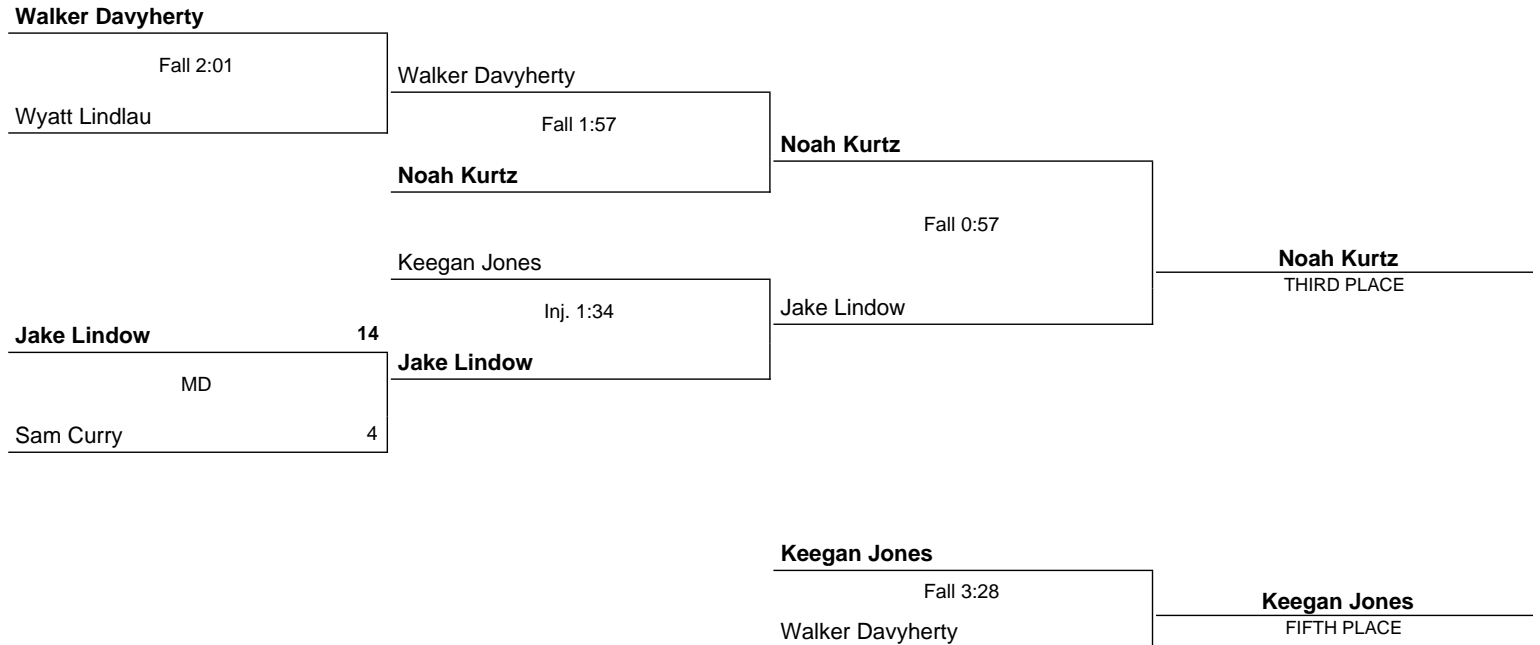 Walker Davyherty
Fall 2:01
Wyatt Lindlau
Walker Davyherty
Fall 1:57
Noah Kurtz
Noah Kurtz
Fall 0:57
Keegan Jones
Inj. 1:34
Jake Lindow
Jake Lindow 14
MD
Sam Curry 4
Jake Lindow
Noah Kurtz
THIRD PLACE
Keegan Jones
Fall 3:28
Walker Davyherty
Keegan Jones
FIFTH PLACE